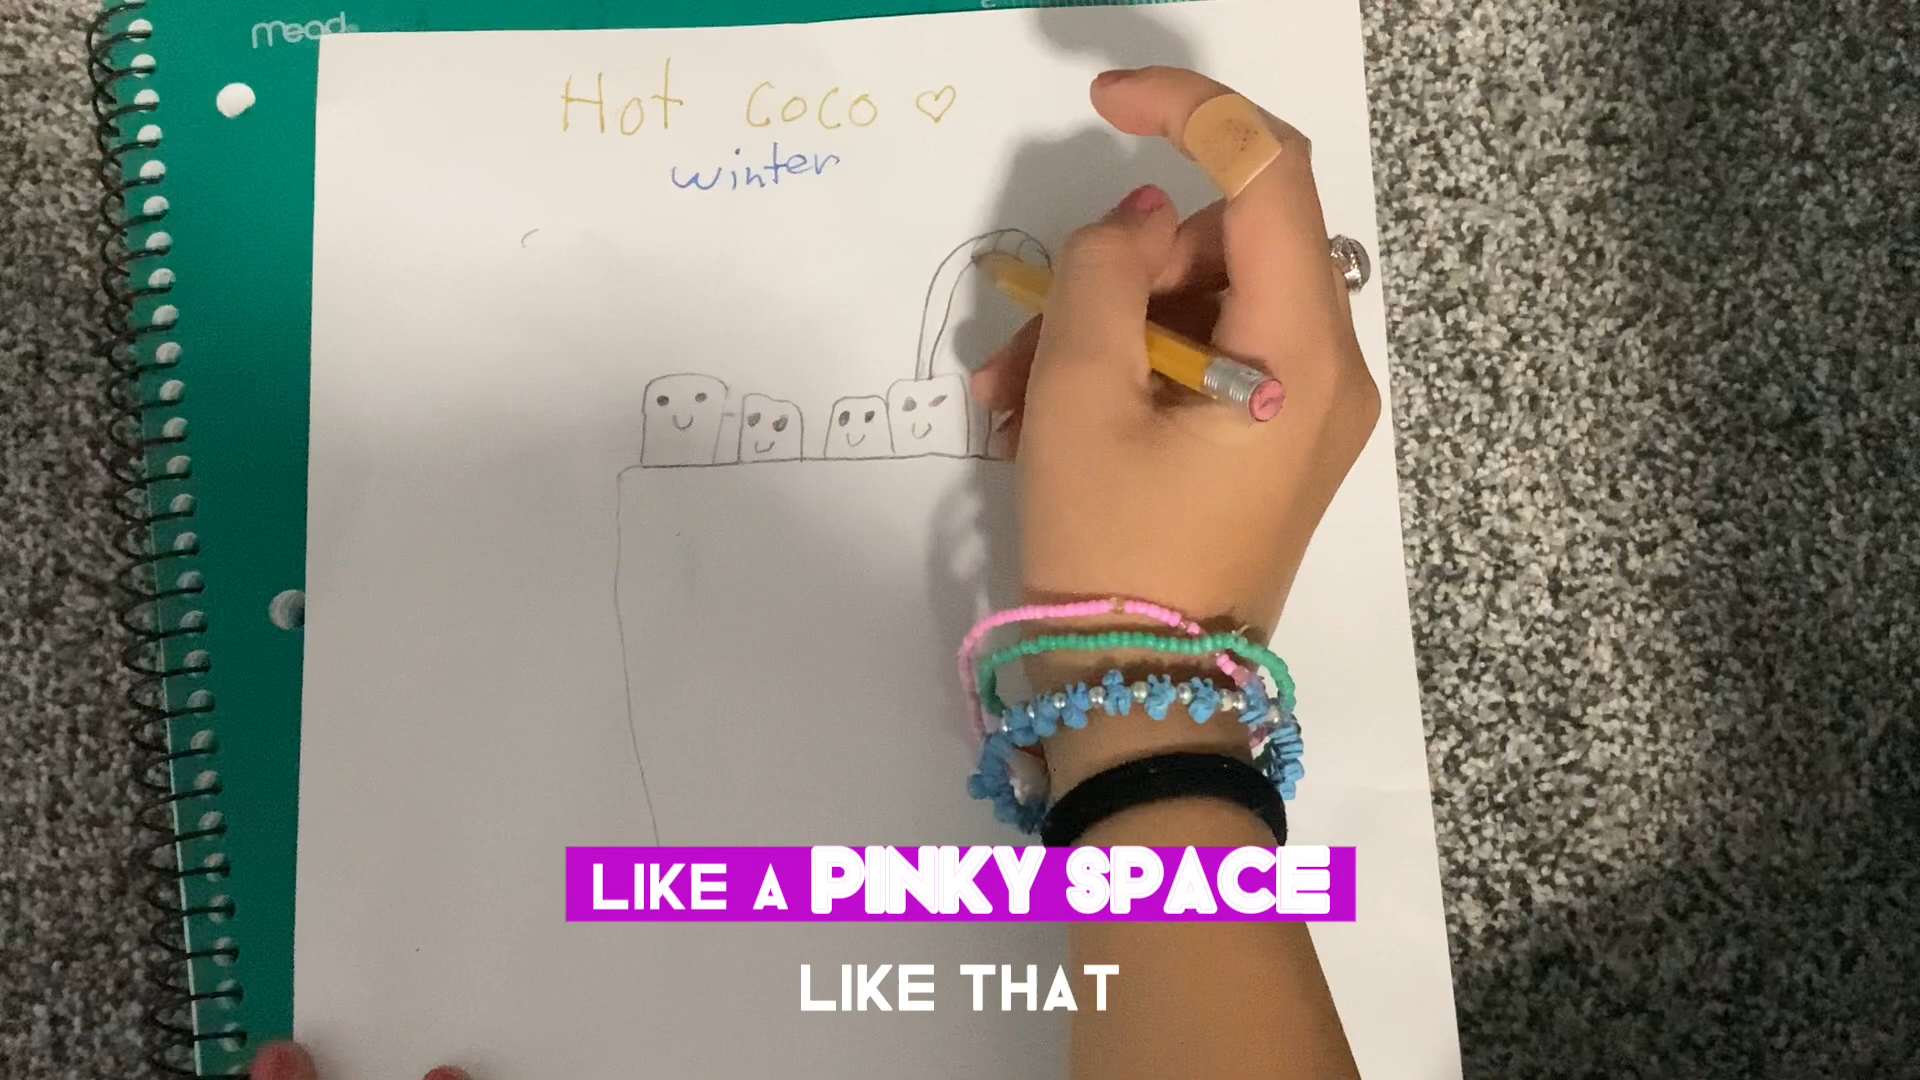 mead
Hot coco ♡
winter
LIKE A PINKY SPACE
LIKE THAT